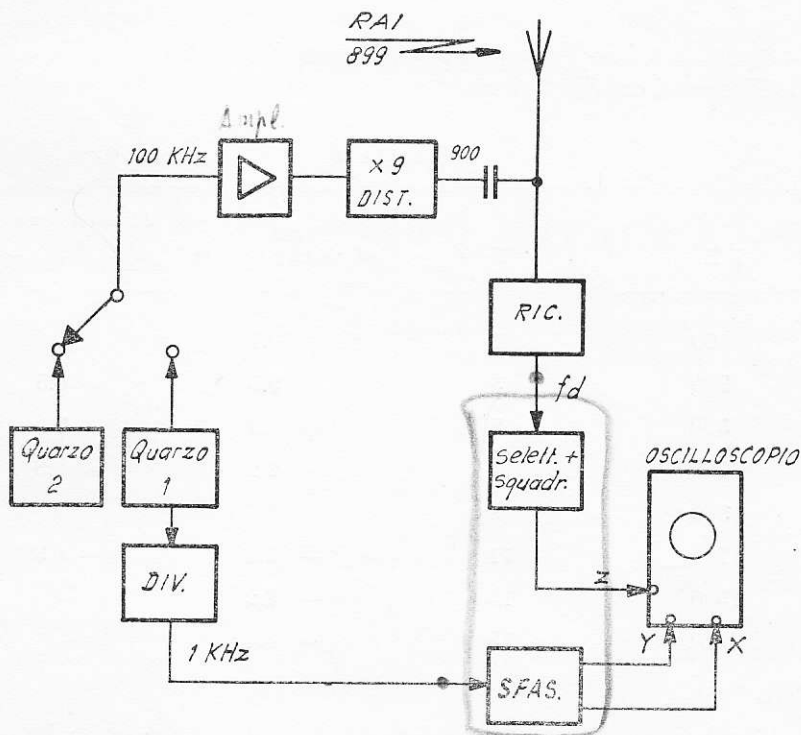 RAI
899
Ampl.
100 KHz
× 9
DIST.
900
RIC.
fd
Quarzo
2
Quarzo
1
Selett. +
Squadr.
OSCILLOSCOPIO
DIV.
Z
Y
X
1 KHz
SFAS.